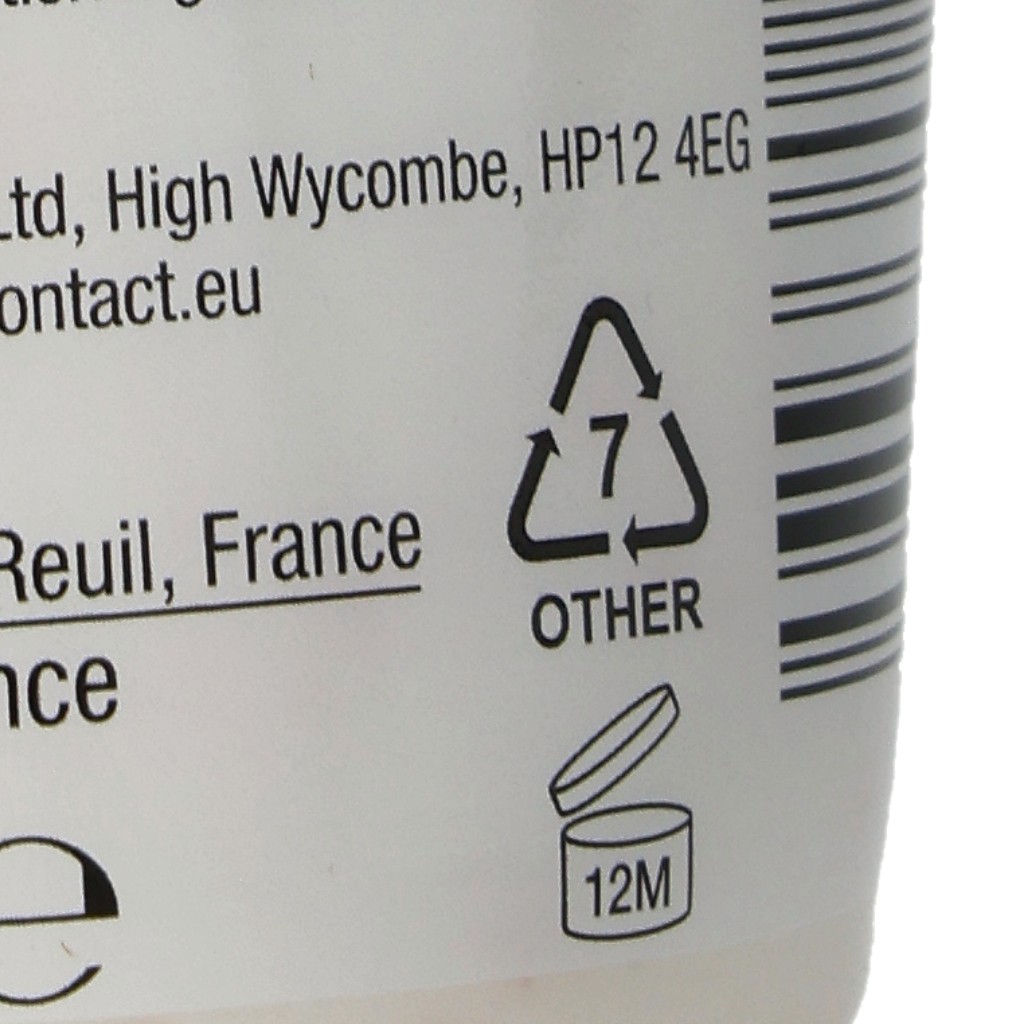 Ltd, High Wycombe, HP12 4EG
ontact.eu
7
Reuil, France
OTHER
nce
12M
e